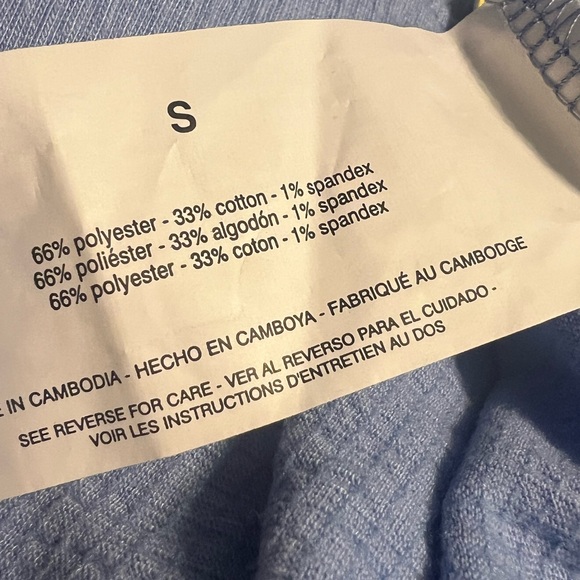 S
66% polyester - 33% cotton - 1% spandex
66% poliéster - 33% algodón - 1% spandex
66% polyester - 33% coton - 1% spandex
IN CAMBODIA - HECHO EN CAMBOYA - FABRIQUÉ AU CAMBODGE
SEE REVERSE FOR CARE - VER AL REVERSO PARA EL CUIDADO -
VOIR LES INSTRUCTIONS D'ENTRETIEN AU DOS